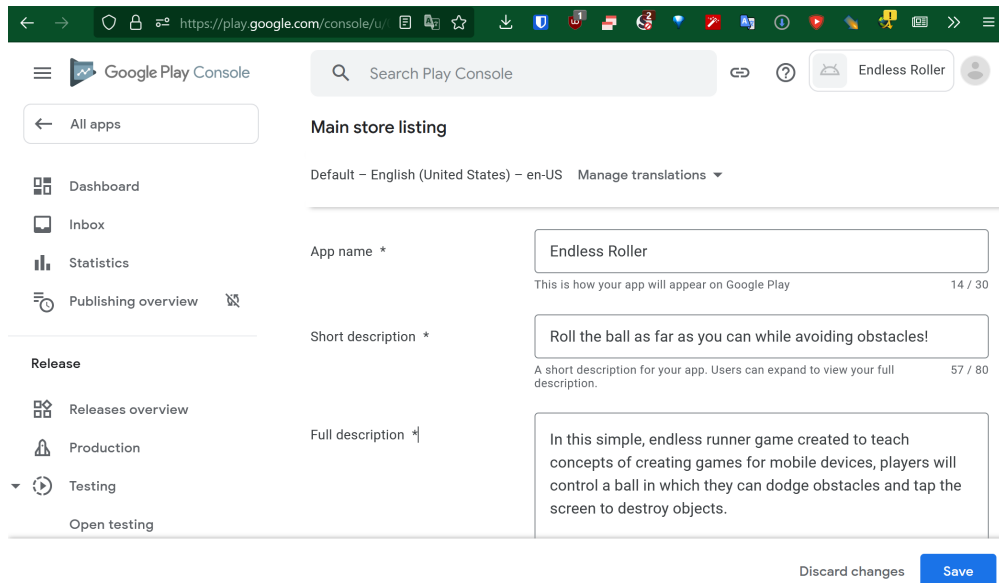 https://play.google.com/console/u/
1
2
Google Play Console
Search Play Console
Endless Roller
All apps
Main store listing
Default – English (United States) – en-US Manage translations
Dashboard
Inbox
Statistics
Publishing overview
Release
Releases overview
Production
Testing
Open testing
App name *
Endless Roller
This is how your app will appear on Google Play 14 / 30
Short description *
Roll the ball as far as you can while avoiding obstacles!
A short description for your app. Users can expand to view your full 57 / 80
description.
Full description *
In this simple, endless runner game created to teach
concepts of creating games for mobile devices, players will
control a ball in which they can dodge obstacles and tap the
screen to destroy objects.
Discard changes Save